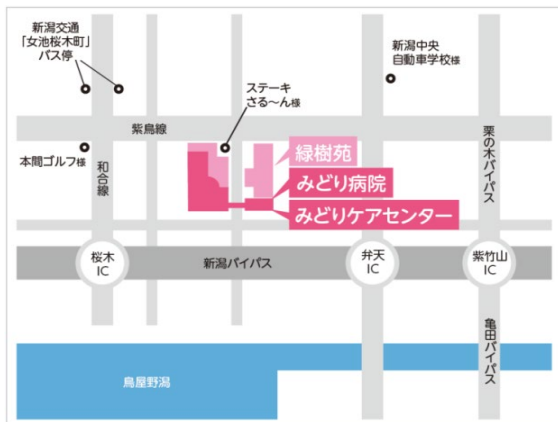 新潟交通
「女池桜木町」
バス停
新潟中央
自動車学校様
ステーキ
さる〜ん様
紫鳥線
本間ゴルフ様
和合線
緑樹苑
みどり病院
みどりケアセンター
栗の木バイパス
桜木
IC
新潟バイパス
弁天
IC
紫竹山
IC
亀田バイパス
鳥屋野潟